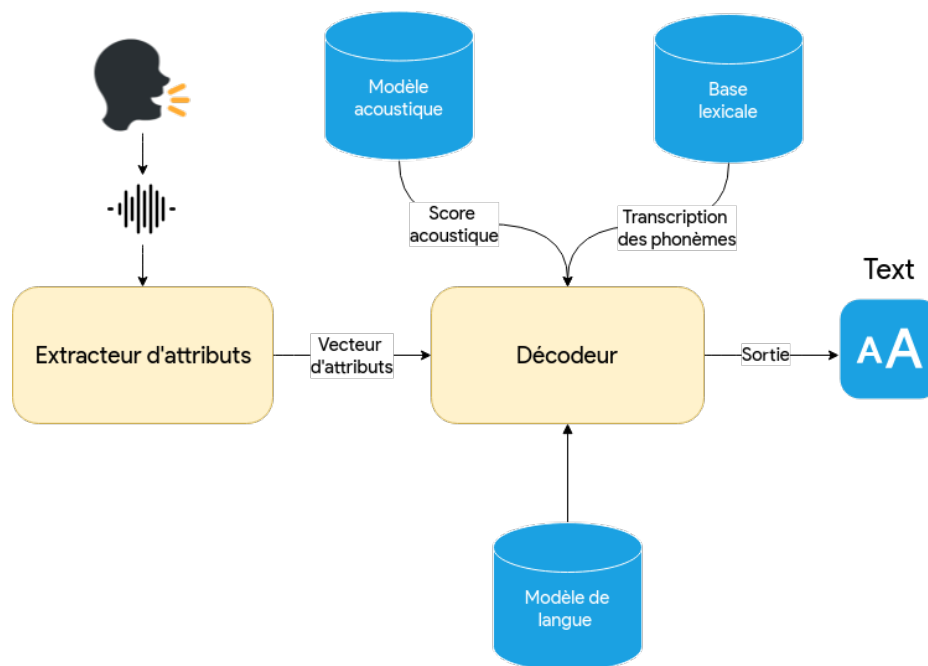 Modèle
acoustique
Base
lexicale
Score
acoustique
Transcription
des phonèmes
Text
Extracteur d'attributs
Vecteur
d'attributs
Décodeur
Sortie
AA
Modèle de
langue